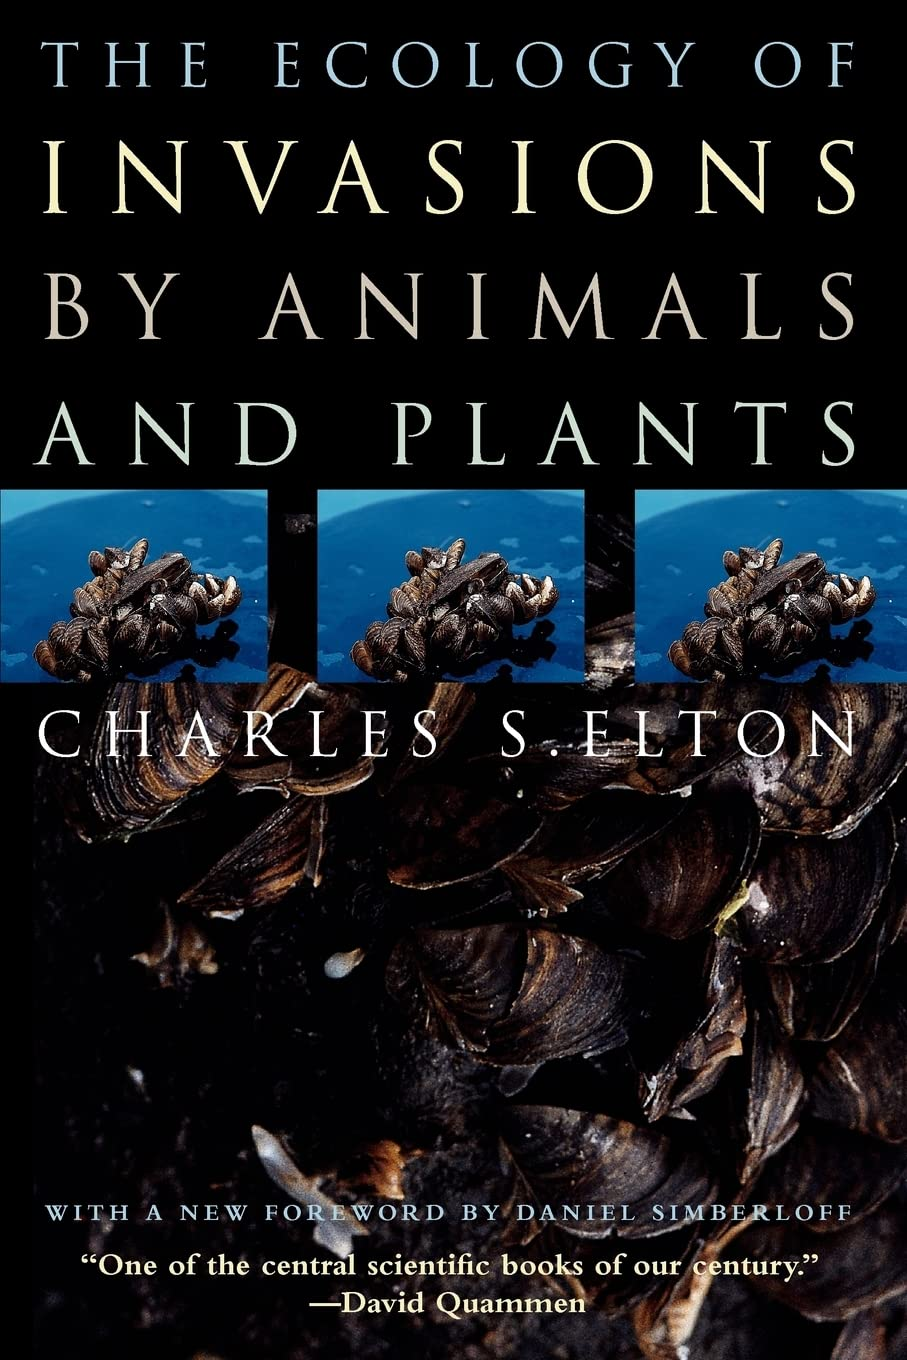 THE ECOLOGY OF
INVASIONS
BY ANIMALS
AND PLANTS
CHARLES S. ELTON
WITH A NEW FOREWORD BY DANIEL SIMBERLOFF
“One of the central scientific books of our century.”
—David Quammen